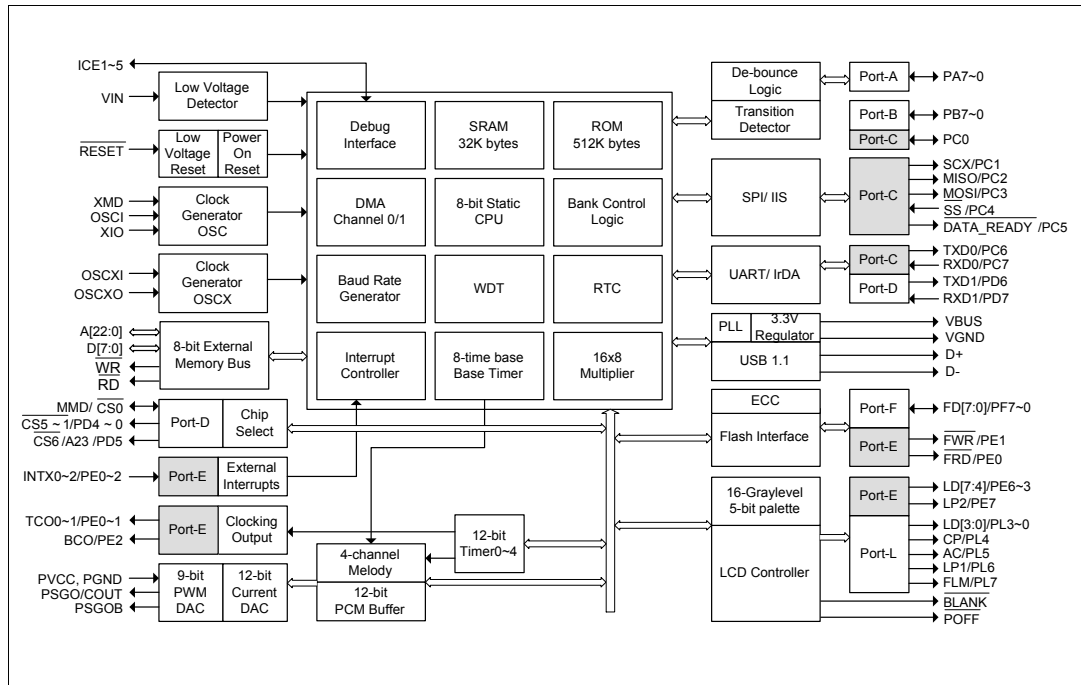 ICE1~5
VIN
Low Voltage
Detector
RESET
Low
Voltage
Reset
Power
On
Reset
XMD
OSCI
XIO
Clock
Generator
OSC
OSCXI
OSCXO
Clock
Generator
OSCX
A[22:0]
D[7:0]
WR
RD
8-bit External
Memory Bus
MMD/ CS0
CS5 ~ 1/PD4 ~ 0
CS6 /A23 /PD5
Port-D
Chip
Select
INTX0~2/PE0~2
Port-E
External
Interrupts
TCO0~1/PE0~1
BCO/PE2
Port-E
Clocking
Output
PVCC, PGND
PSGO/COUT
PSGOB
9-bit
PWM
DAC
12-bit
Current
DAC
Debug
Interface
SRAM
32K bytes
ROM
512K bytes
DMA
Channel 0/1
8-bit Static
CPU
Bank Control
Logic
Baud Rate
Generator
WDT
RTC
Interrupt
Controller
8-time base
Base Timer
16x8
Multiplier
4-channel
Melody
12-bit
PCM Buffer
12-bit
Timer0~4
De-bounce
Logic
Transition
Detector
Port-A
PA7~0
Port-B
PB7~0
Port-C
PC0
SPI/ IIS
Port-C
SCX/PC1
MISO/PC2
MOSI/PC3
SS /PC4
DATA_READY /PC5
UART/ IrDA
Port-C
Port-D
TXD0/PC6
RXD0/PC7
TXD1/PD6
RXD1/PD7
PLL
3.3V
Regulator
USB 1.1
VBUS
VGND
D+
D-
ECC
Flash Interface
Port-F
Port-E
FD[7:0]/PF7~0
FWR /PE1
FRD /PE0
16-Graylevel
5-bit palette
LCD Controller
Port-E
Port-L
LD[7:4]/PE6~3
LP2/PE7
LD[3:0]/PL3~0
CP/PL4
AC/PL5
LP1/PL6
FLM/PL7
BLANK
POFF